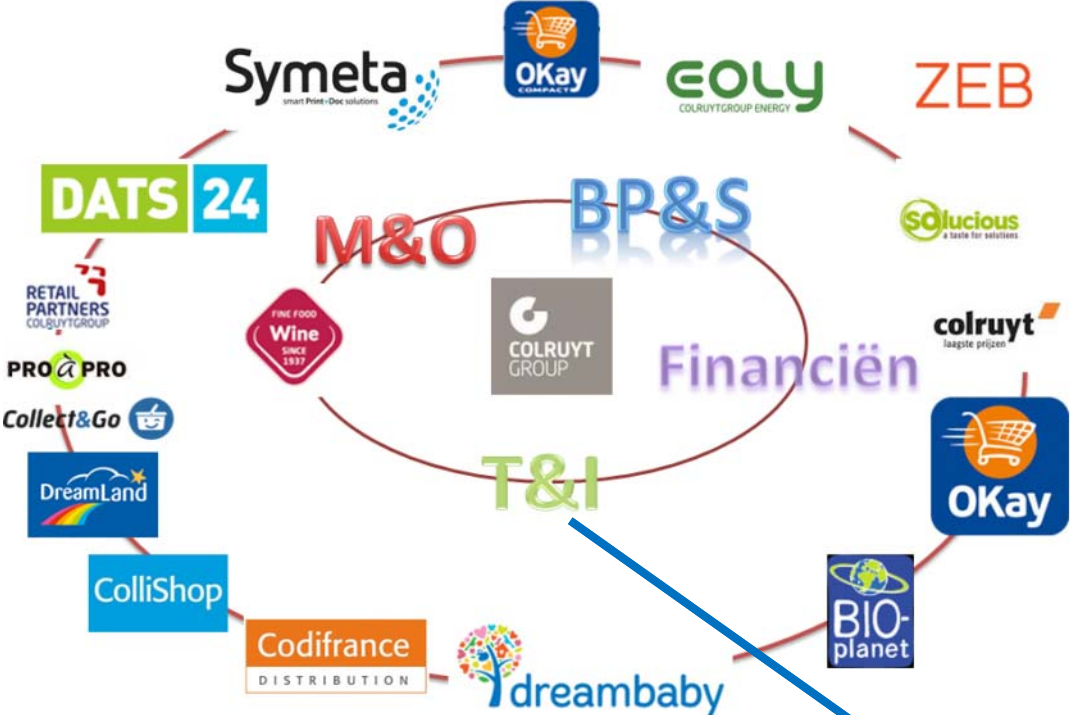 Symeta
smart Print+Doc solutions
OKay
COMPACT
EOLY
COLRUYTGROUP ENERGY
ZEB
DATS 24
M&O
BP&S
SOlucious
a taste for solutions
RETAIL
PARTNERS
COLRUYTGROUP
FINE FOOD
Wine
SINCE
1937
COLRUYT
GROUP
colruyt
laagste prijzen
PRO à PRO
Financiën
Collect&Go
DreamLand
T&I
OKay
ColliShop
BIO-
planet
Codifrance
DISTRIBUTION
dreambaby